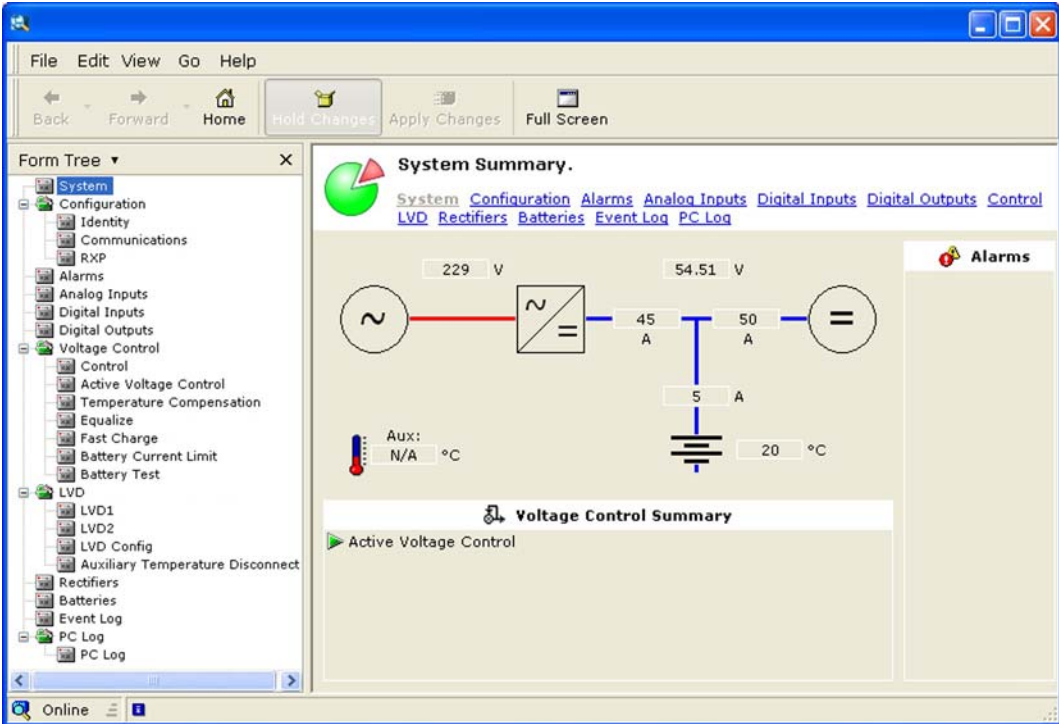 File Edit View Go Help
Back Forward Home Hold Changes Apply Changes Full Screen
Form Tree
System
Configuration
Identity
Communications
RXP
Alarms
Analog Inputs
Digital Inputs
Digital Outputs
Voltage Control
Control
Active Voltage Control
Temperature Compensation
Equalize
Fast Charge
Battery Current Limit
Battery Test
LVD
LVD1
LVD2
LVD Config
Auxiliary Temperature Disconnect
Rectifiers
Batteries
Event Log
PC Log
PC Log
System Summary.
System Configuration Alarms Analog Inputs Digital Inputs Digital Outputs Control
LVD Rectifiers Batteries Event Log PC Log
229 V
54.51 V
45
A
50
A
5 A
Aux:
N/A °C
20 °C
Alarms
Voltage Control Summary
Active Voltage Control
Online